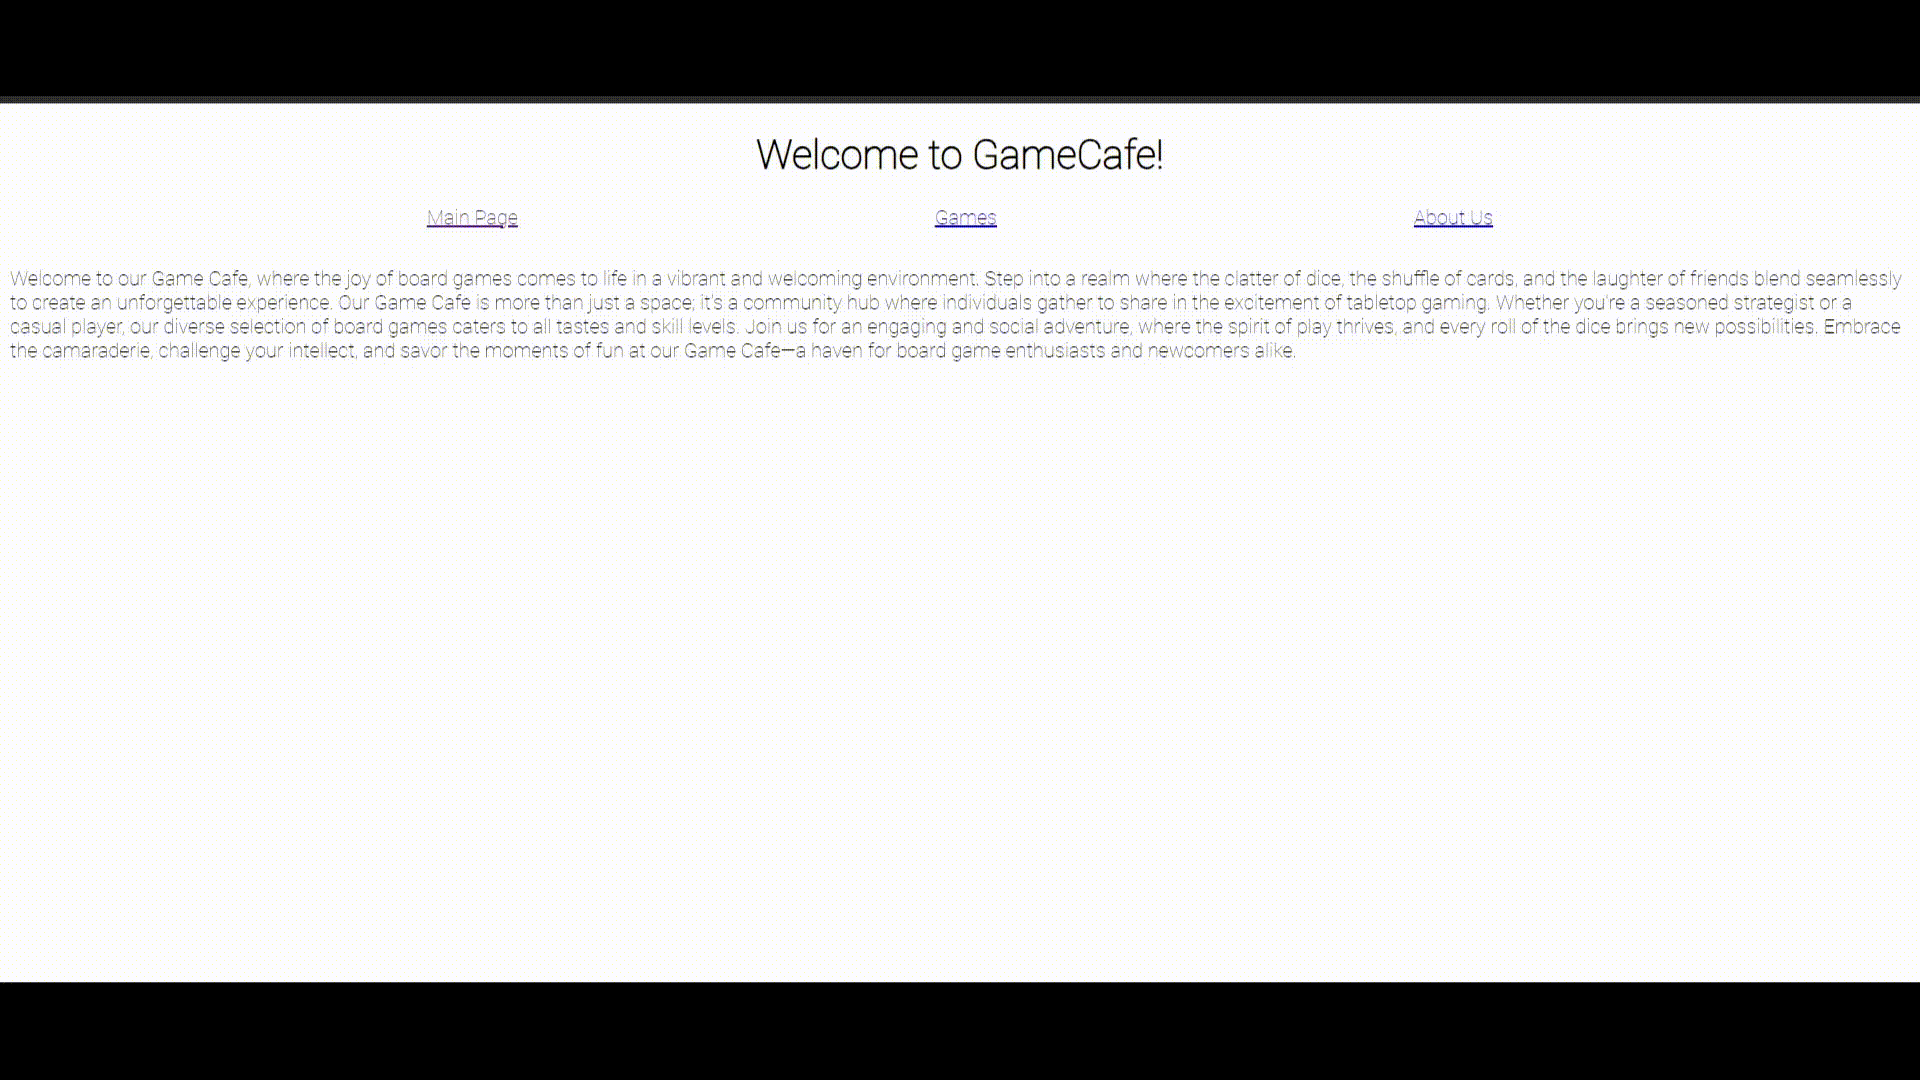 Welcome to GameCafe!
Main Page Games About Us
Welcome to our Game Cafe, where the joy of board games comes to life in a vibrant and welcoming environment. Step into a realm where the clatter of dice, the shuffle of cards, and the laughter of friends blend seamlessly
to create an unforgettable experience. Our Game Cafe is more than just a space; it's a community hub where individuals gather to share in the excitement of tabletop gaming. Whether you're a seasoned strategist or a
casual player, our diverse selection of board games caters to all tastes and skill levels. Join us for an engaging and social adventure, where the spirit of play thrives, and every roll of the dice brings new possibilities. Embrace
the camaraderie, challenge your intellect, and savor the moments of fun at our Game Cafe—a haven for board game enthusiasts and newcomers alike.